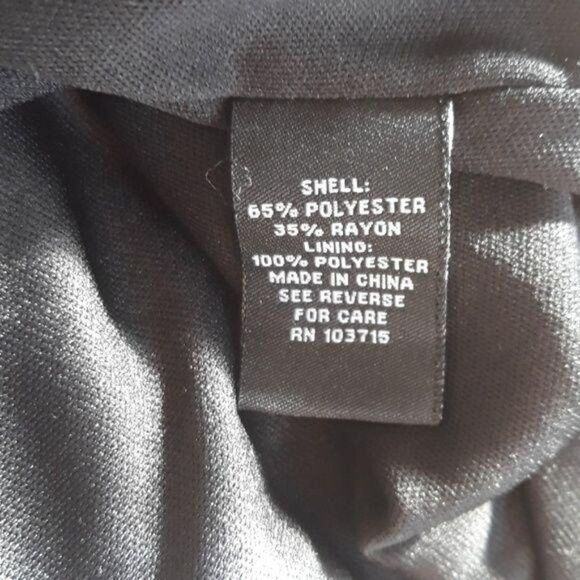 SHELL:
65% POLYESTER
35% RAYON
LINING:
100% POLYESTER
MADE IN CHINA
SEE REVERSE
FOR CARE
RN 103715